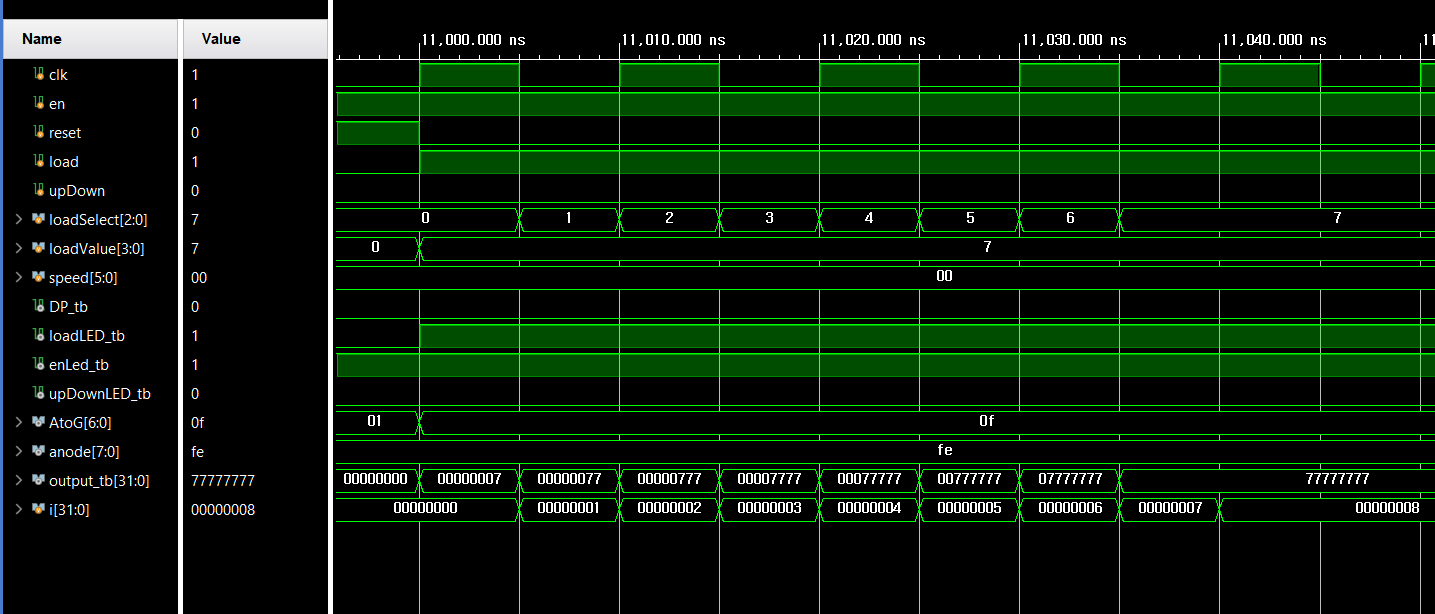 Name Value
11,000.000 ns 11,010.000 ns 11,020.000 ns 11,030.000 ns 11,040.000 ns 11
clk 1
en 1
reset 0
load 1
upDown 0
loadSelect[2:0] 7 0 1 2 3 4 5 6 7
loadValue[3:0] 7 0 7
speed[5:0] 00 00
DP_tb 0
loadLED_tb 1
enLed_tb 1
upDownLED_tb 0
AtoG[6:0] 0f 01 0f
anode[7:0] fe fe
output_tb[31:0] 77777777 00000000 00000007 00000077 00000777 00007777 00077777 00777777 07777777 77777777
i[31:0] 00000008 00000000 00000001 00000002 00000003 00000004 00000005 00000006 00000007 00000008